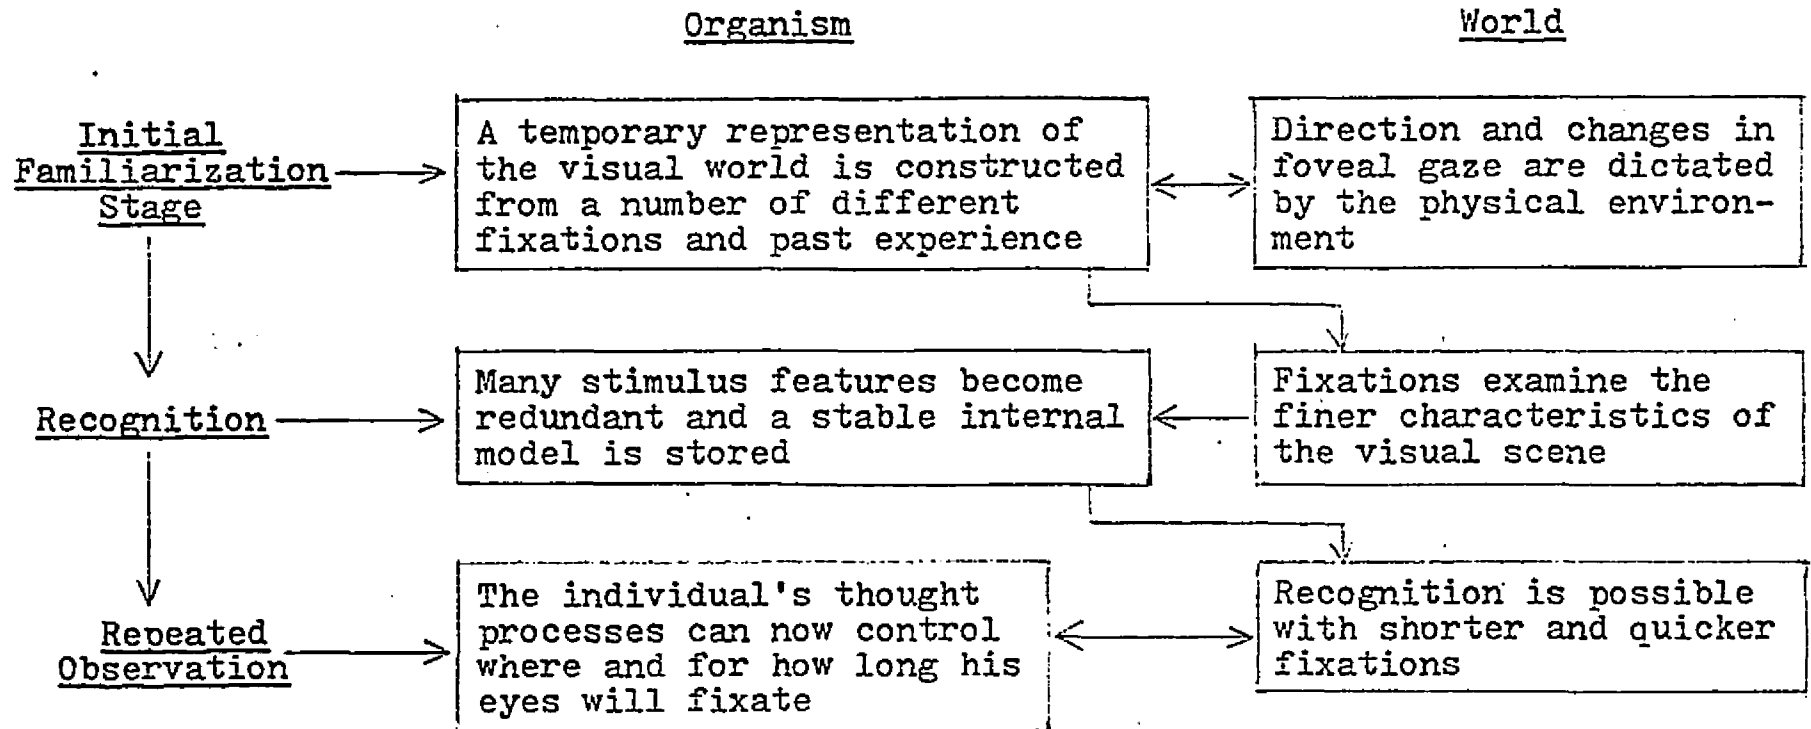 Organism
World
Initial
Familiarization
Stage
A temporary representation of
the visual world is constructed
from a number of different
fixations and past experience
Direction and changes in
foveal gaze are dictated
by the physical environ-
ment
Recognition
Many stimulus features become
redundant and a stable internal
model is stored
Fixations examine the
finer characteristics of
the visual scene
Repeated
Observation
The individual's thought
processes can now control
where and for how long his
eyes will fixate
Recognition is possible
with shorter and quicker
fixations